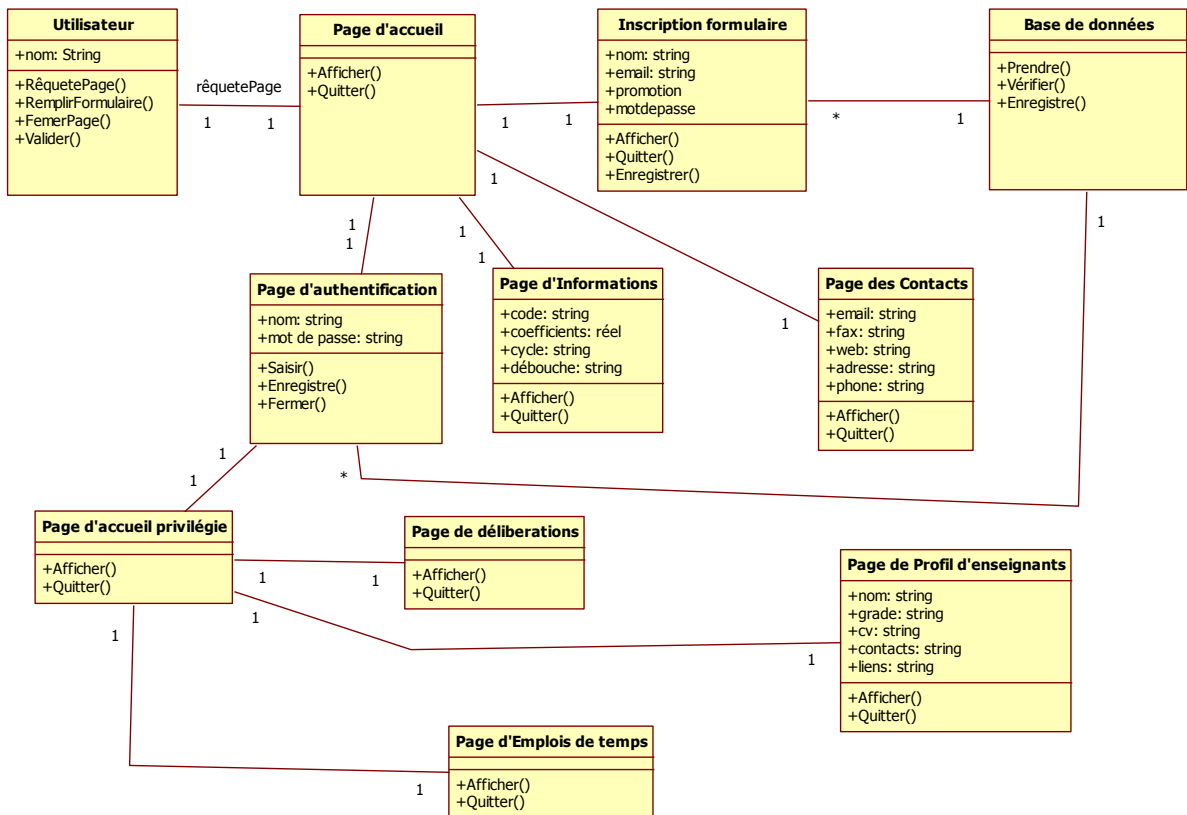 Utilisateur
+nom: String
+RêquetePage()
+RemplirFormulaire()
+FemerPage()
+Valider()
rêquetePage
1
1
Page d'accueil
+Afficher()
+Quitter()
1
1
Inscription formulaire
+nom: string
+email: string
+promotion
+motdepasse
+Afficher()
+Quitter()
+Enregistrer()
*
1
Base de données
+Prendre()
+Vérifier()
+Enregistre()
1
1
1
1
1
1
1
Page d'authentification
+nom: string
+mot de passe: string
+Saisir()
+Enregistre()
+Fermer()
Page d'Informations
+code: string
+coefficients: réel
+cycle: string
+débouche: string
+Afficher()
+Quitter()
Page des Contacts
+email: string
+fax: string
+web: string
+adresse: string
+phone: string
+Afficher()
+Quitter()
1
1
*
Page d'accueil privilégie
+Afficher()
+Quitter()
1
1
Page de déliberations
+Afficher()
+Quitter()
1
1
Page de Profil d'enseignants
+nom: string
+grade: string
+cv: string
+contacts: string
+liens: string
+Afficher()
+Quitter()
1
1
Page d'Emplois de temps
+Afficher()
+Quitter()